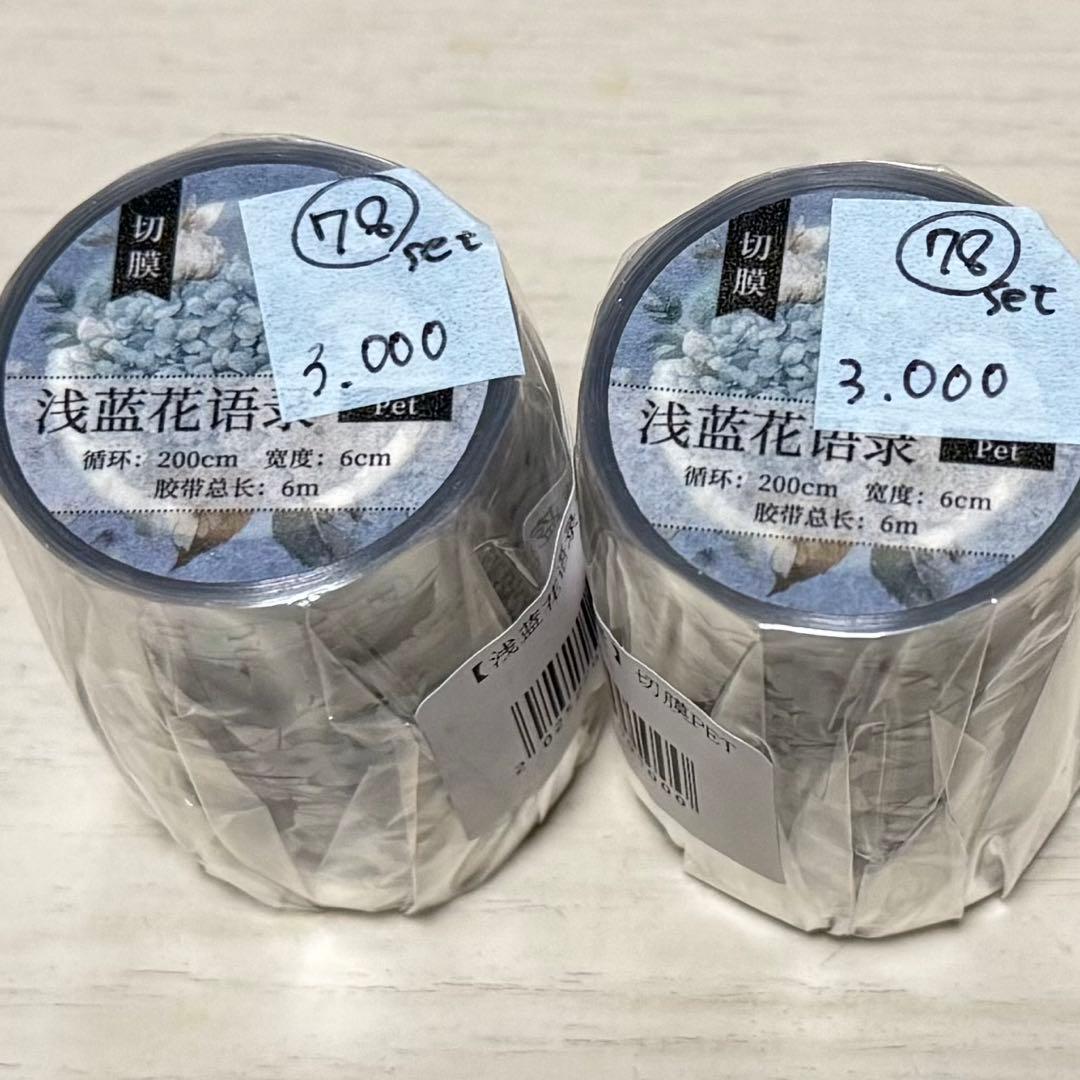 切膜
78 set
3.000
浅蓝花语录
Pet
循环：200cm 宽度：6cm
胶带总长：6m
【浅蓝花语录
78 set
3.000
切膜
浅蓝花语录
Pet
循环：200cm 宽度：6cm
胶带总长：6m
】切膜PET